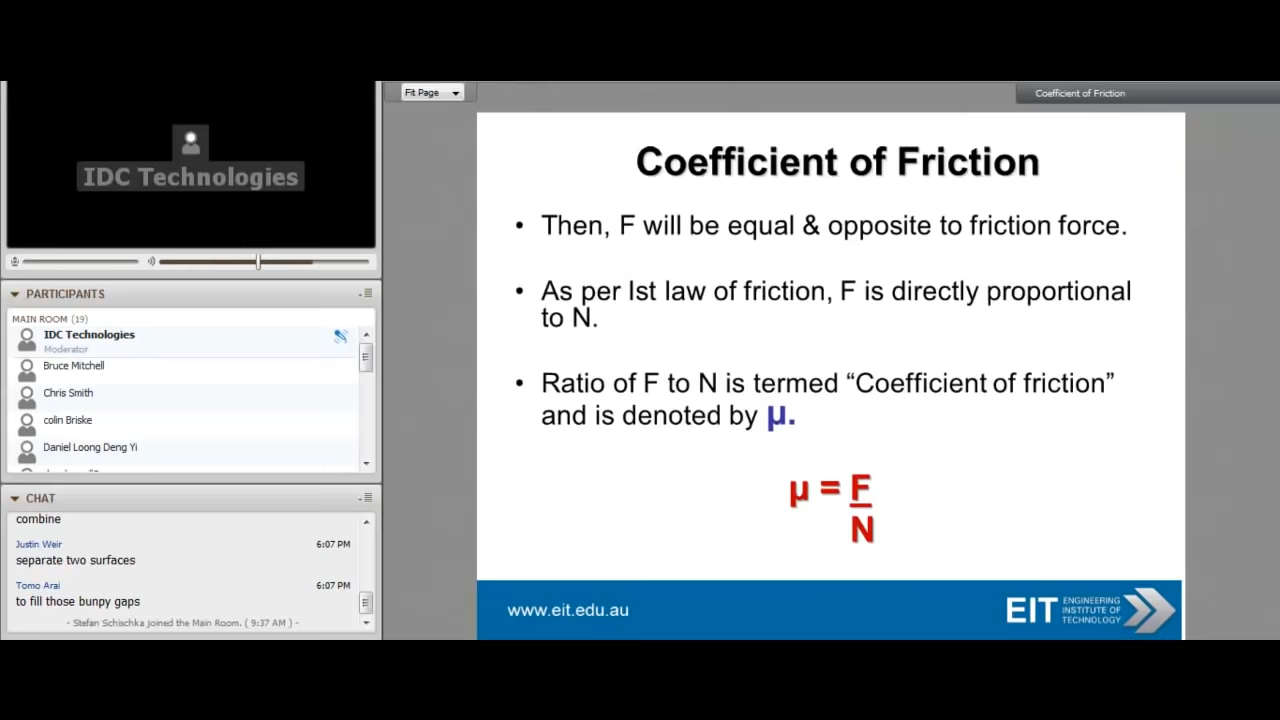 IDC Technologies
PARTICIPANTS
MAIN ROOM (19)
IDC Technologies
Moderator
Bruce Mitchell
Chris Smith
colin Briske
Daniel Loong Deng Yi
CHAT
combine
Justin Weir 6:07 PM
separate two surfaces
Tomo Arai 6:07 PM
to fill those bunpy gaps
- Stefan Schischka joined the Main Room. ( 9:37 AM ) -
Fit Page
Coefficient of Friction
Coefficient of Friction
• Then, F will be equal & opposite to friction force.
• As per Ist law of friction, F is directly proportional
to N.
• Ratio of F to N is termed “Coefficient of friction”
and is denoted by μ.
μ = F
N
www.eit.edu.au
EIT
ENGINEERING
INSTITUTE OF
TECHNOLOGY